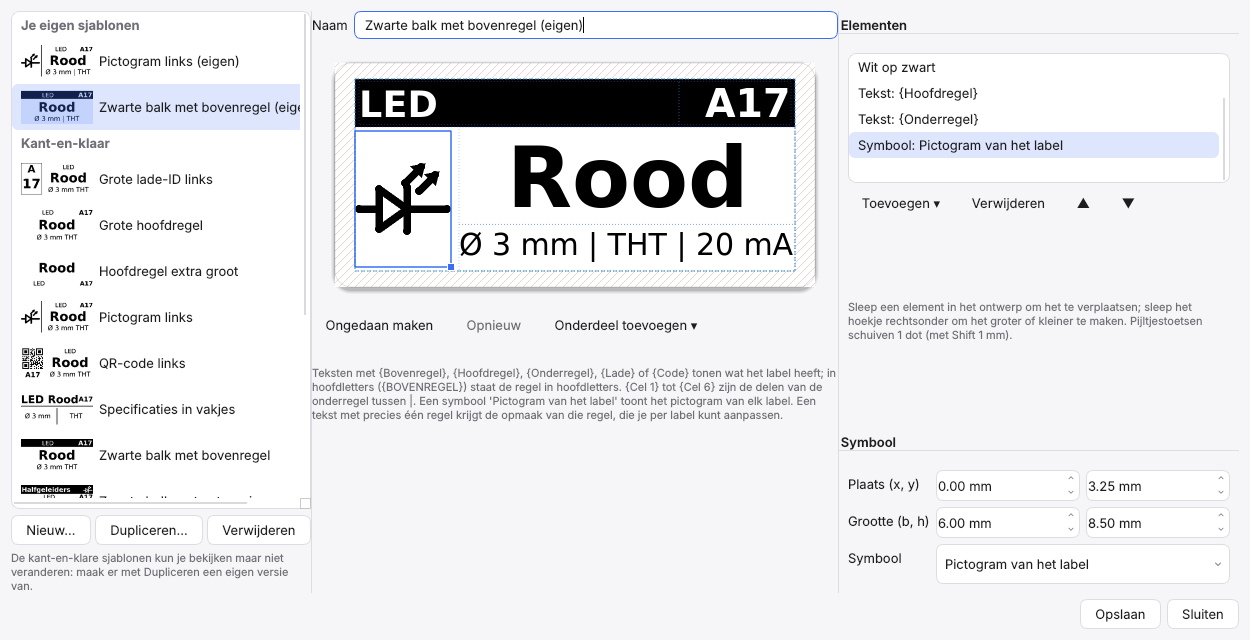 Je eigen sjablonen
LED A17
Rood
Ø 3 mm | THT
Pictogram links (eigen)
LED A17
Rood
Ø 3 mm | THT
Zwarte balk met bovenregel (eige
Kant-en-klaar
A
17
LED
Rood
Ø 3 mm THT
Grote lade-ID links
LED A17
Rood
Ø 3 mm THT
Grote hoofdregel
Rood
LED A17
Hoofdregel extra groot
LED A17
Rood
Ø 3 mm THT
Pictogram links
A17
LED
Rood
Ø 3 mm THT
QR-code links
LED Rood A17
Ø 3 mm THT
Specificaties in vakjes
LED A17
Rood
Ø 3 mm THT
Zwarte balk met bovenregel
Halfgeleiders
Nieuw...
Dupliceren...
Verwijderen
De kant-en-klare sjablonen kun je bekijken maar niet
veranderen: maak er met Dupliceren een eigen versie
van.
Naam
Zwarte balk met bovenregel (eigen)
LED A17
Rood
Ø 3 mm | THT | 20 mA
Ongedaan maken
Opnieuw
Onderdeel toevoegen ▾
Teksten met {Bovenregel}, {Hoofdregel}, {Onderregel}, {Lade} of {Code} tonen wat het label heeft; in
hoofdletters ({BOVENREGEL}) staat de regel in hoofdletters. {Cel 1} tot {Cel 6} zijn de delen van de
onderregel tussen |. Een symbool 'Pictogram van het label' toont het pictogram van elk label. Een
tekst met precies één regel krijgt de opmaak van die regel, die je per label kunt aanpassen.
Elementen
Wit op zwart
Tekst: {Hoofdregel}
Tekst: {Onderregel}
Symbool: Pictogram van het label
Toevoegen ▾
Verwijderen
▲
▼
Sleep een element in het ontwerp om het te verplaatsen; sleep het
hoekje rechtsonder om het groter of kleiner te maken. Pijltjestoetsen
schuiven 1 dot (met Shift 1 mm).
Symbool
Plaats (x, y)
0.00 mm
3.25 mm
Grootte (b, h)
6.00 mm
8.50 mm
Symbool
Pictogram van het label
Opslaan
Sluiten